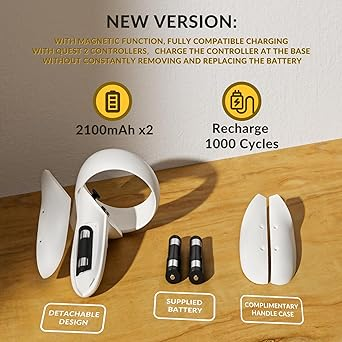 NEW VERSION:
WITH MAGNETIC FUNCTION, FULLY COMPATIBLE CHARGING
WITH QUEST 2 CONTROLLERS, CHARGE THE CONTROLLER AT THE BASE
WITHOUT CONSTANTLY REMOVING AND REPLACING THE BATTERY
2100mAh x2
Recharge
1000 Cycles
DETACHABLE
DESIGN
SUPPLIED
BATTERY
COMPLIMENTARY
HANDLE CASE